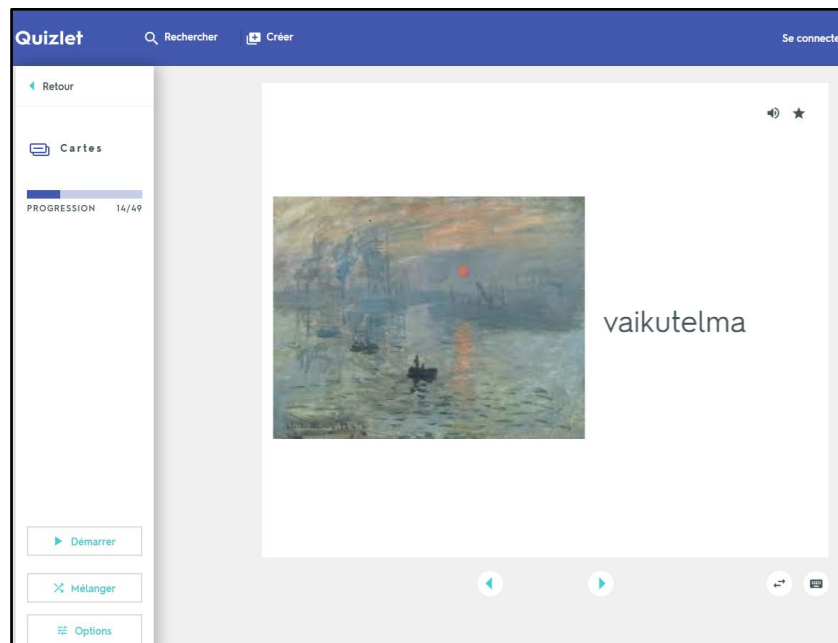 Quizlet
Rechercher
Créer
Se connecte
Retour
Cartes
PROGRESSION 14/49
vaikutelma
Démarrer
Mélanger
Options